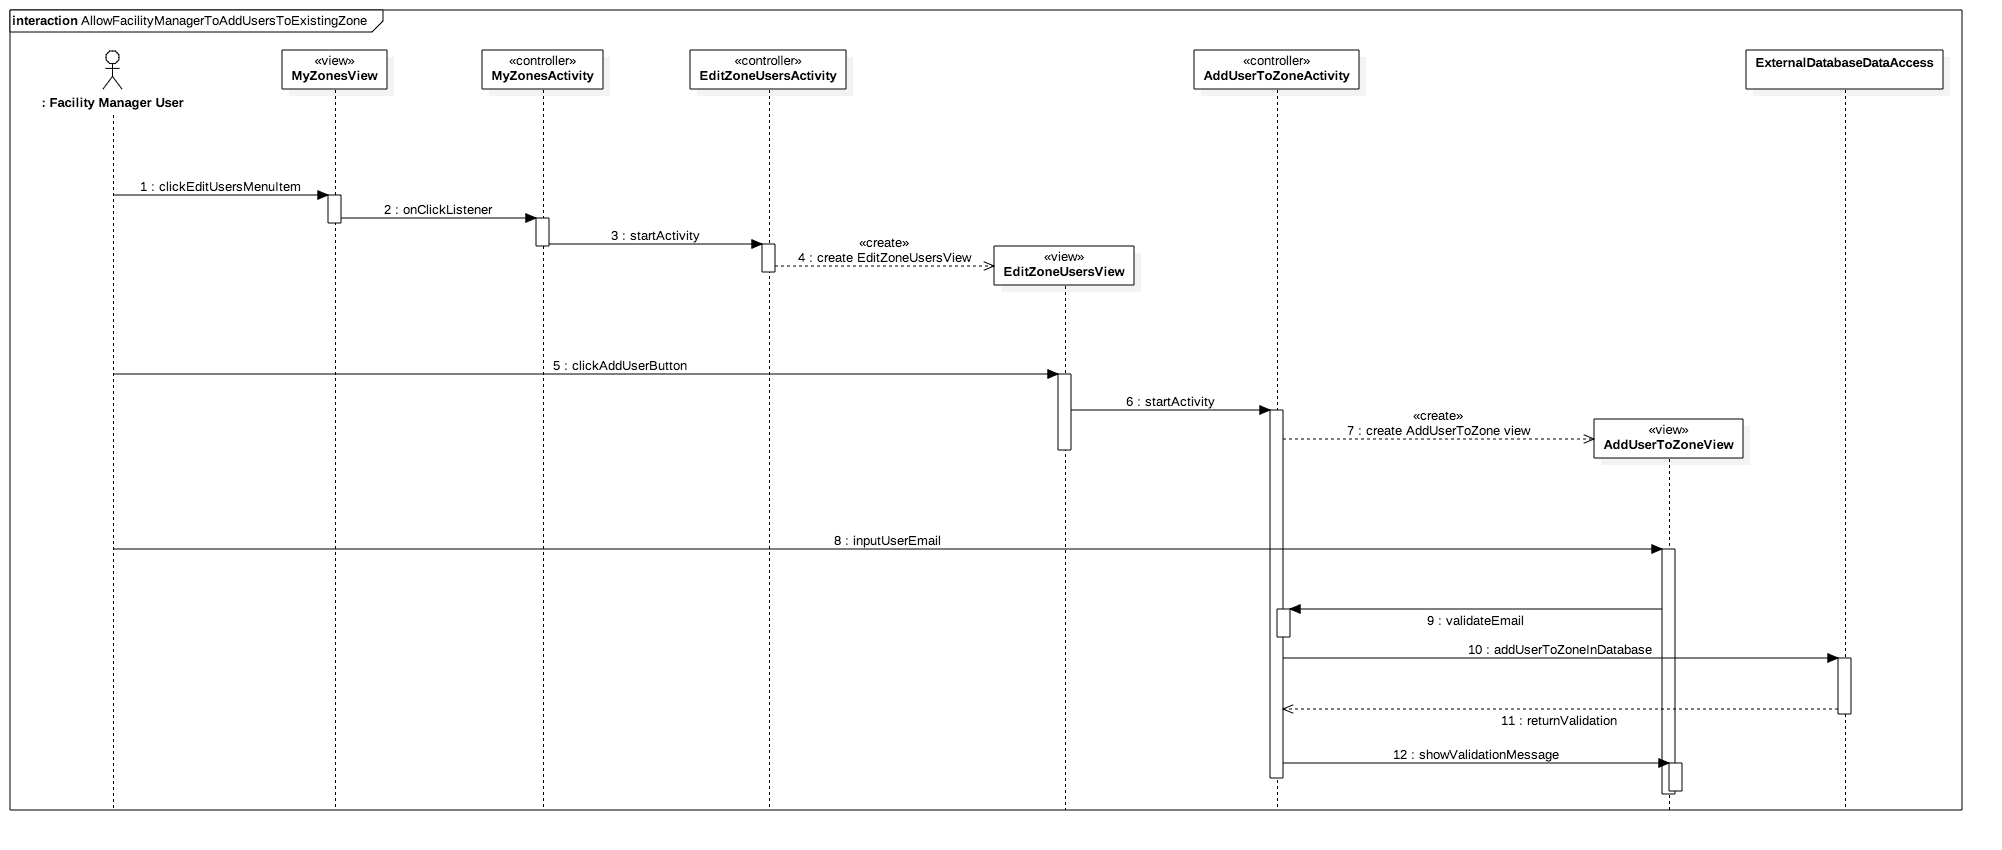 interaction AllowFacilityManagerToAddUsersToExistingZone
: Facility Manager User
«view»
MyZonesView
«controller»
MyZonesActivity
«controller»
EditZoneUsersActivity
«controller»
AddUserToZoneActivity
ExternalDatabaseDataAccess
1 : clickEditUsersMenuItem
2 : onClickListener
3 : startActivity
«create»
4 : create EditZoneUsersView
«view»
EditZoneUsersView
5 : clickAddUserButton
6 : startActivity
«create»
7 : create AddUserToZone view
«view»
AddUserToZoneView
8 : inputUserEmail
9 : validateEmail
10 : addUserToZoneInDatabase
11 : returnValidation
12 : showValidationMessage